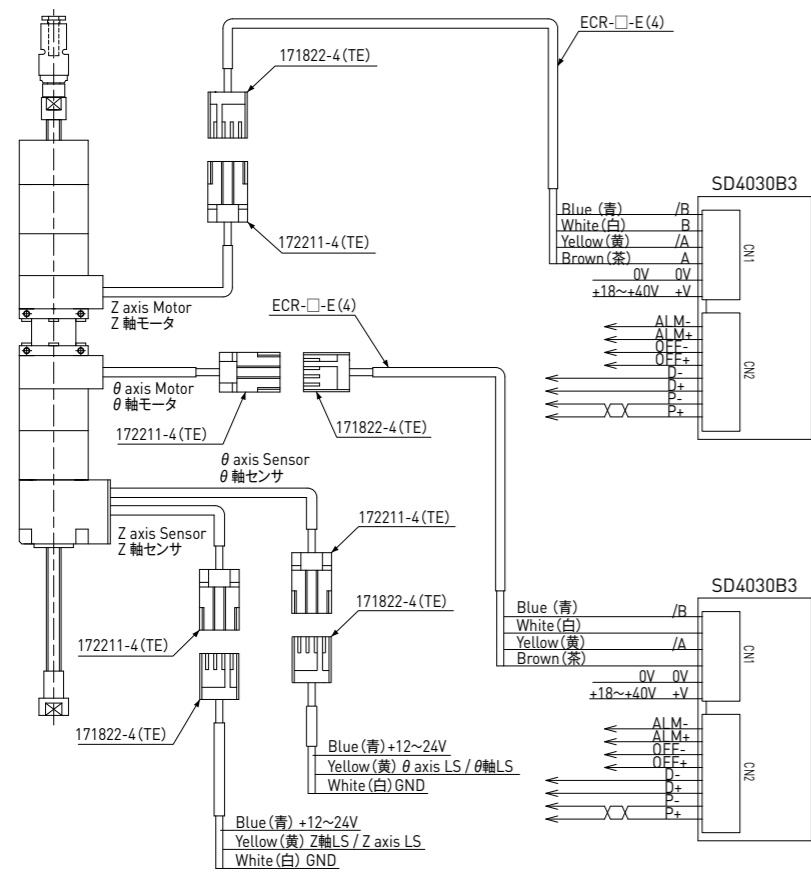 ECR-□-E(4)
171822-4(TE)
172211-4(TE)
Z axis Motor
Z 軸モータ
SD4030B3
Blue (青) /B
White(白) B
Yellow(黄) /A
Brown(茶) A
0V 0V
+18~+40V +V
CN1
ALM-
ALM+
OFF-
OFF+
D-
D+
P-
P+
CN2
ECR-□-E(4)
θ axis Motor
θ 軸モータ
172211-4(TE)
171822-4(TE)
θ axis Sensor
θ 軸センサ
Z axis Sensor
Z 軸センサ
172211-4(TE)
171822-4(TE)
172211-4(TE)
171822-4(TE)
SD4030B3
Blue (青) /B
White(白)
Yellow(黄) /A
Brown(茶)
0V 0V
+18~+40V +V
CN1
ALM-
ALM+
OFF-
OFF+
D-
D+
P-
P+
CN2
Blue(青)+12~24V
Yellow(黄) θ axis LS / θ軸LS
White(白)GND
Blue(青) +12~24V
Yellow(黄) Z軸LS / Z axis LS
White(白) GND